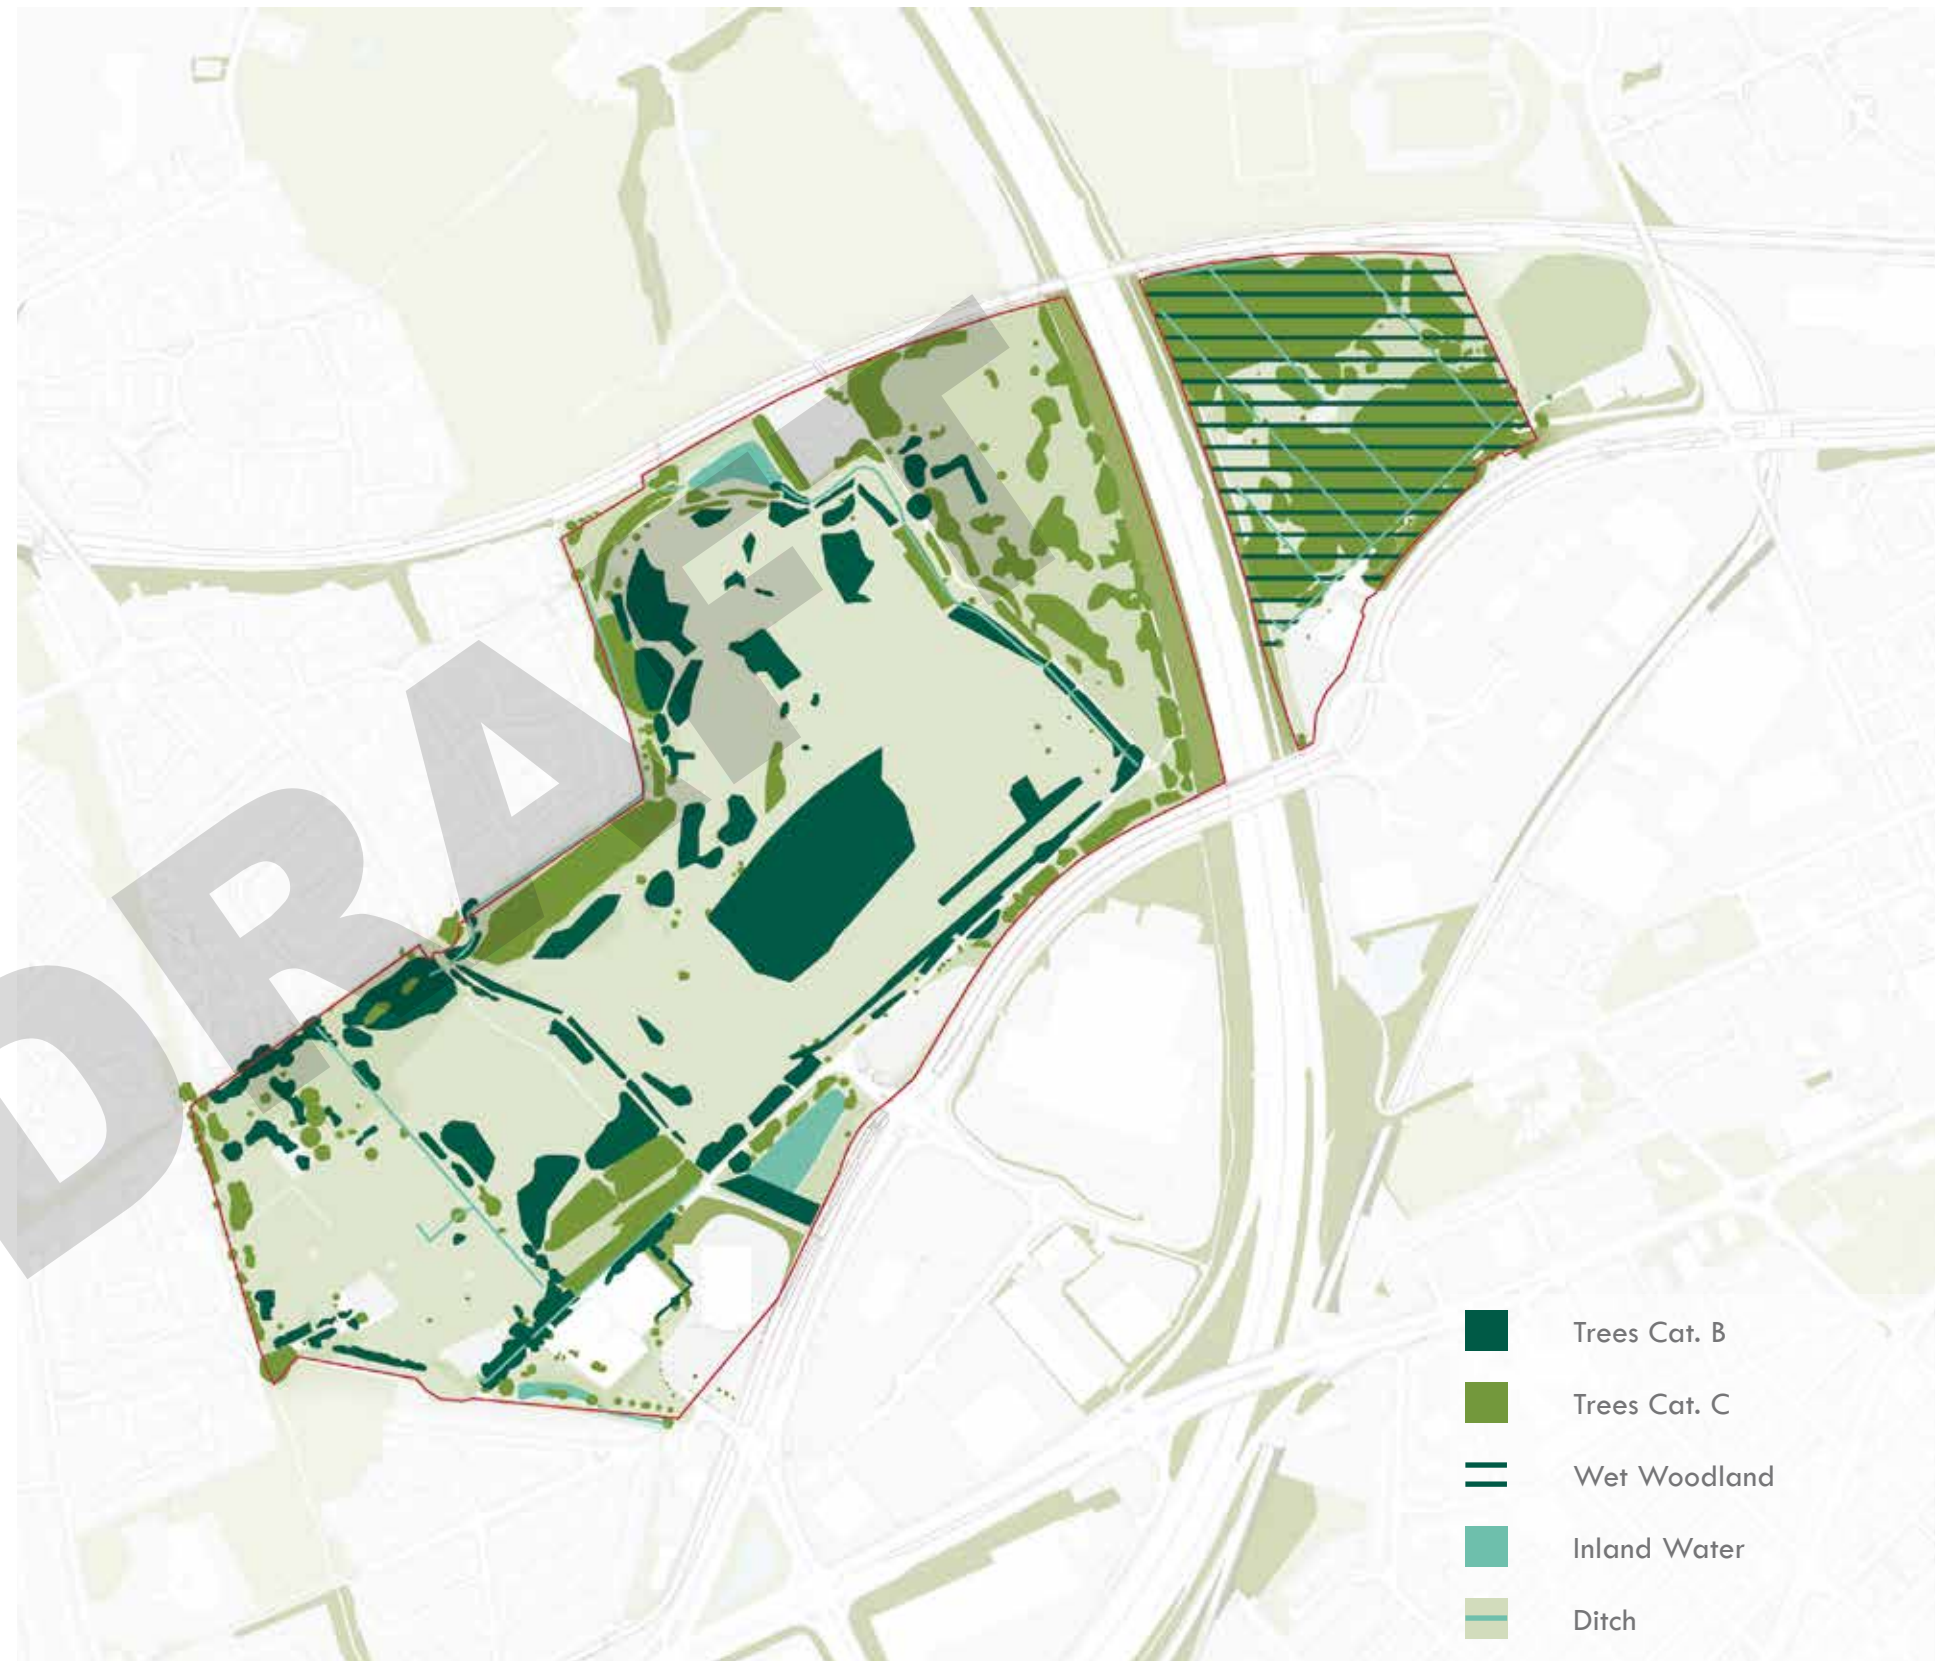 DRAFT
Trees Cat. B
Trees Cat. C
Wet Woodland
Inland Water
Ditch